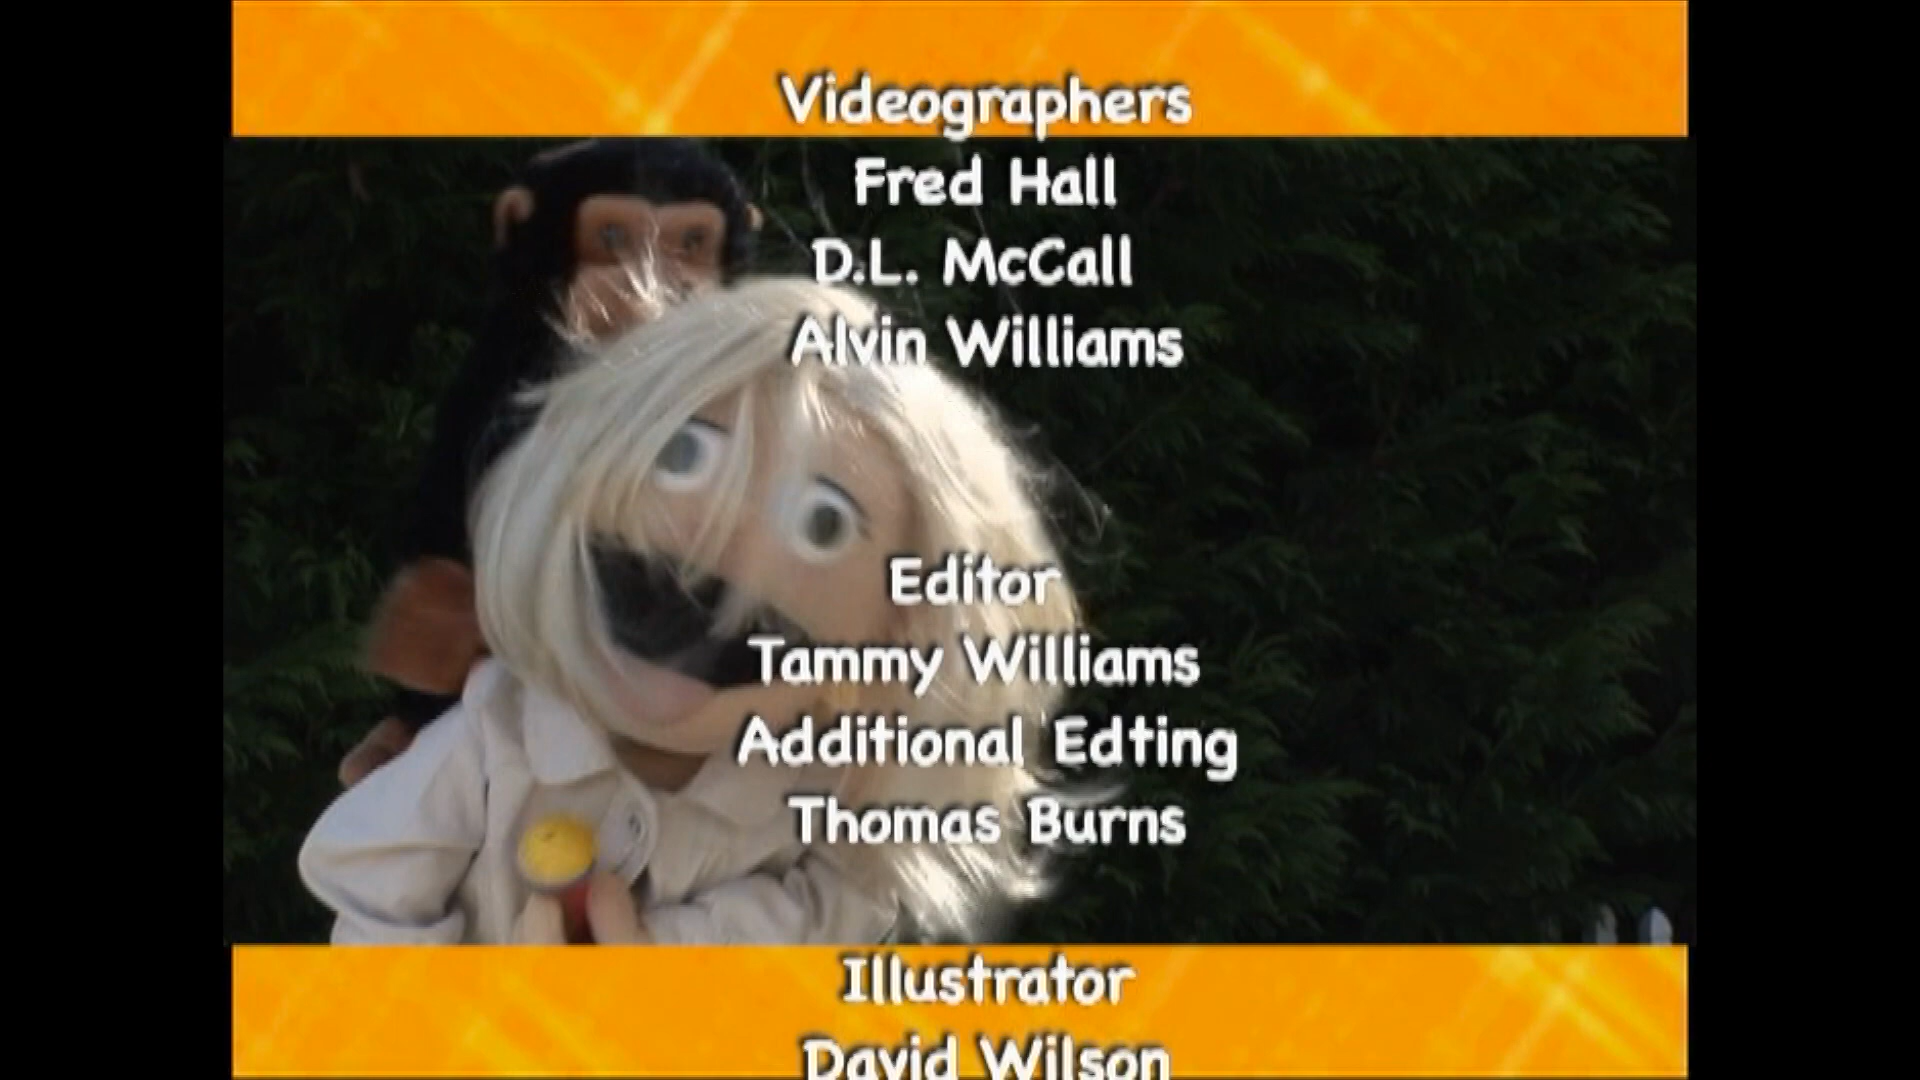 Videographers
Fred Hall
D.L. McCall
Alvin Williams
Editor
Tammy Williams
Additional Edting
Thomas Burns
Illustrator
David Wilson